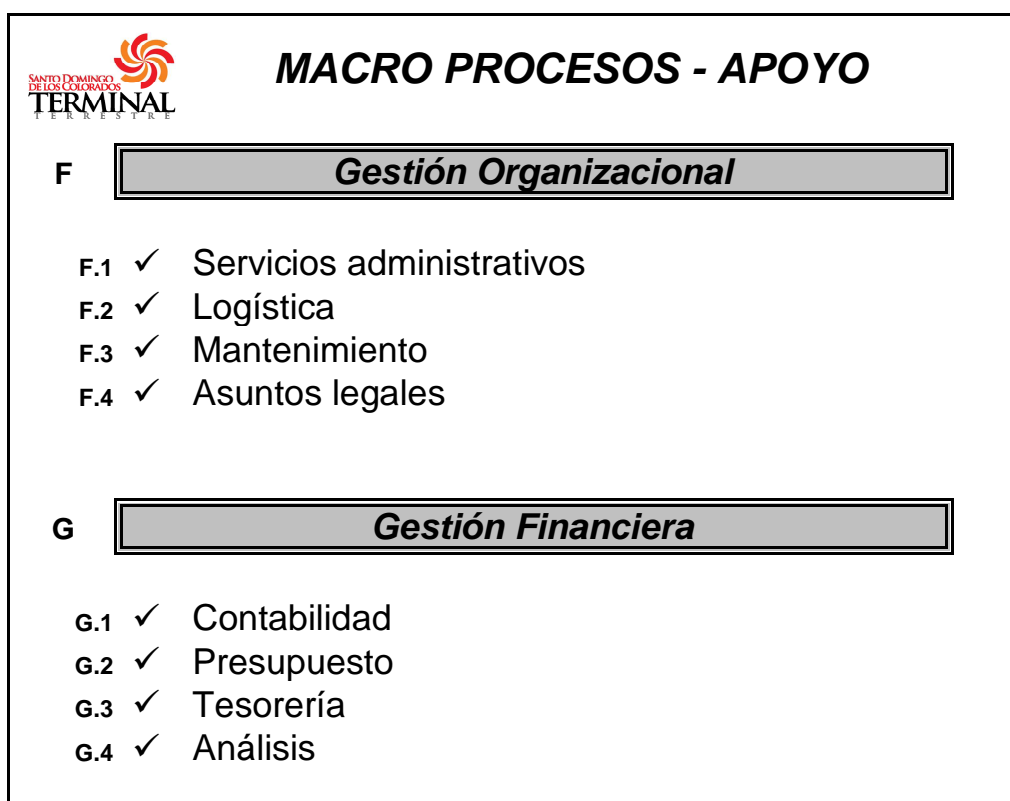 SANTO DOMINGO
DE LOS COLORADOS
TERMINAL
TERRESTRE
MACRO PROCESOS - APOYO
F Gestión Organizacional
F.1 ✓ Servicios administrativos
F.2 ✓ Logística
F.3 ✓ Mantenimiento
F.4 ✓ Asuntos legales
G Gestión Financiera
G.1 ✓ Contabilidad
G.2 ✓ Presupuesto
G.3 ✓ Tesorería
G.4 ✓ Análisis